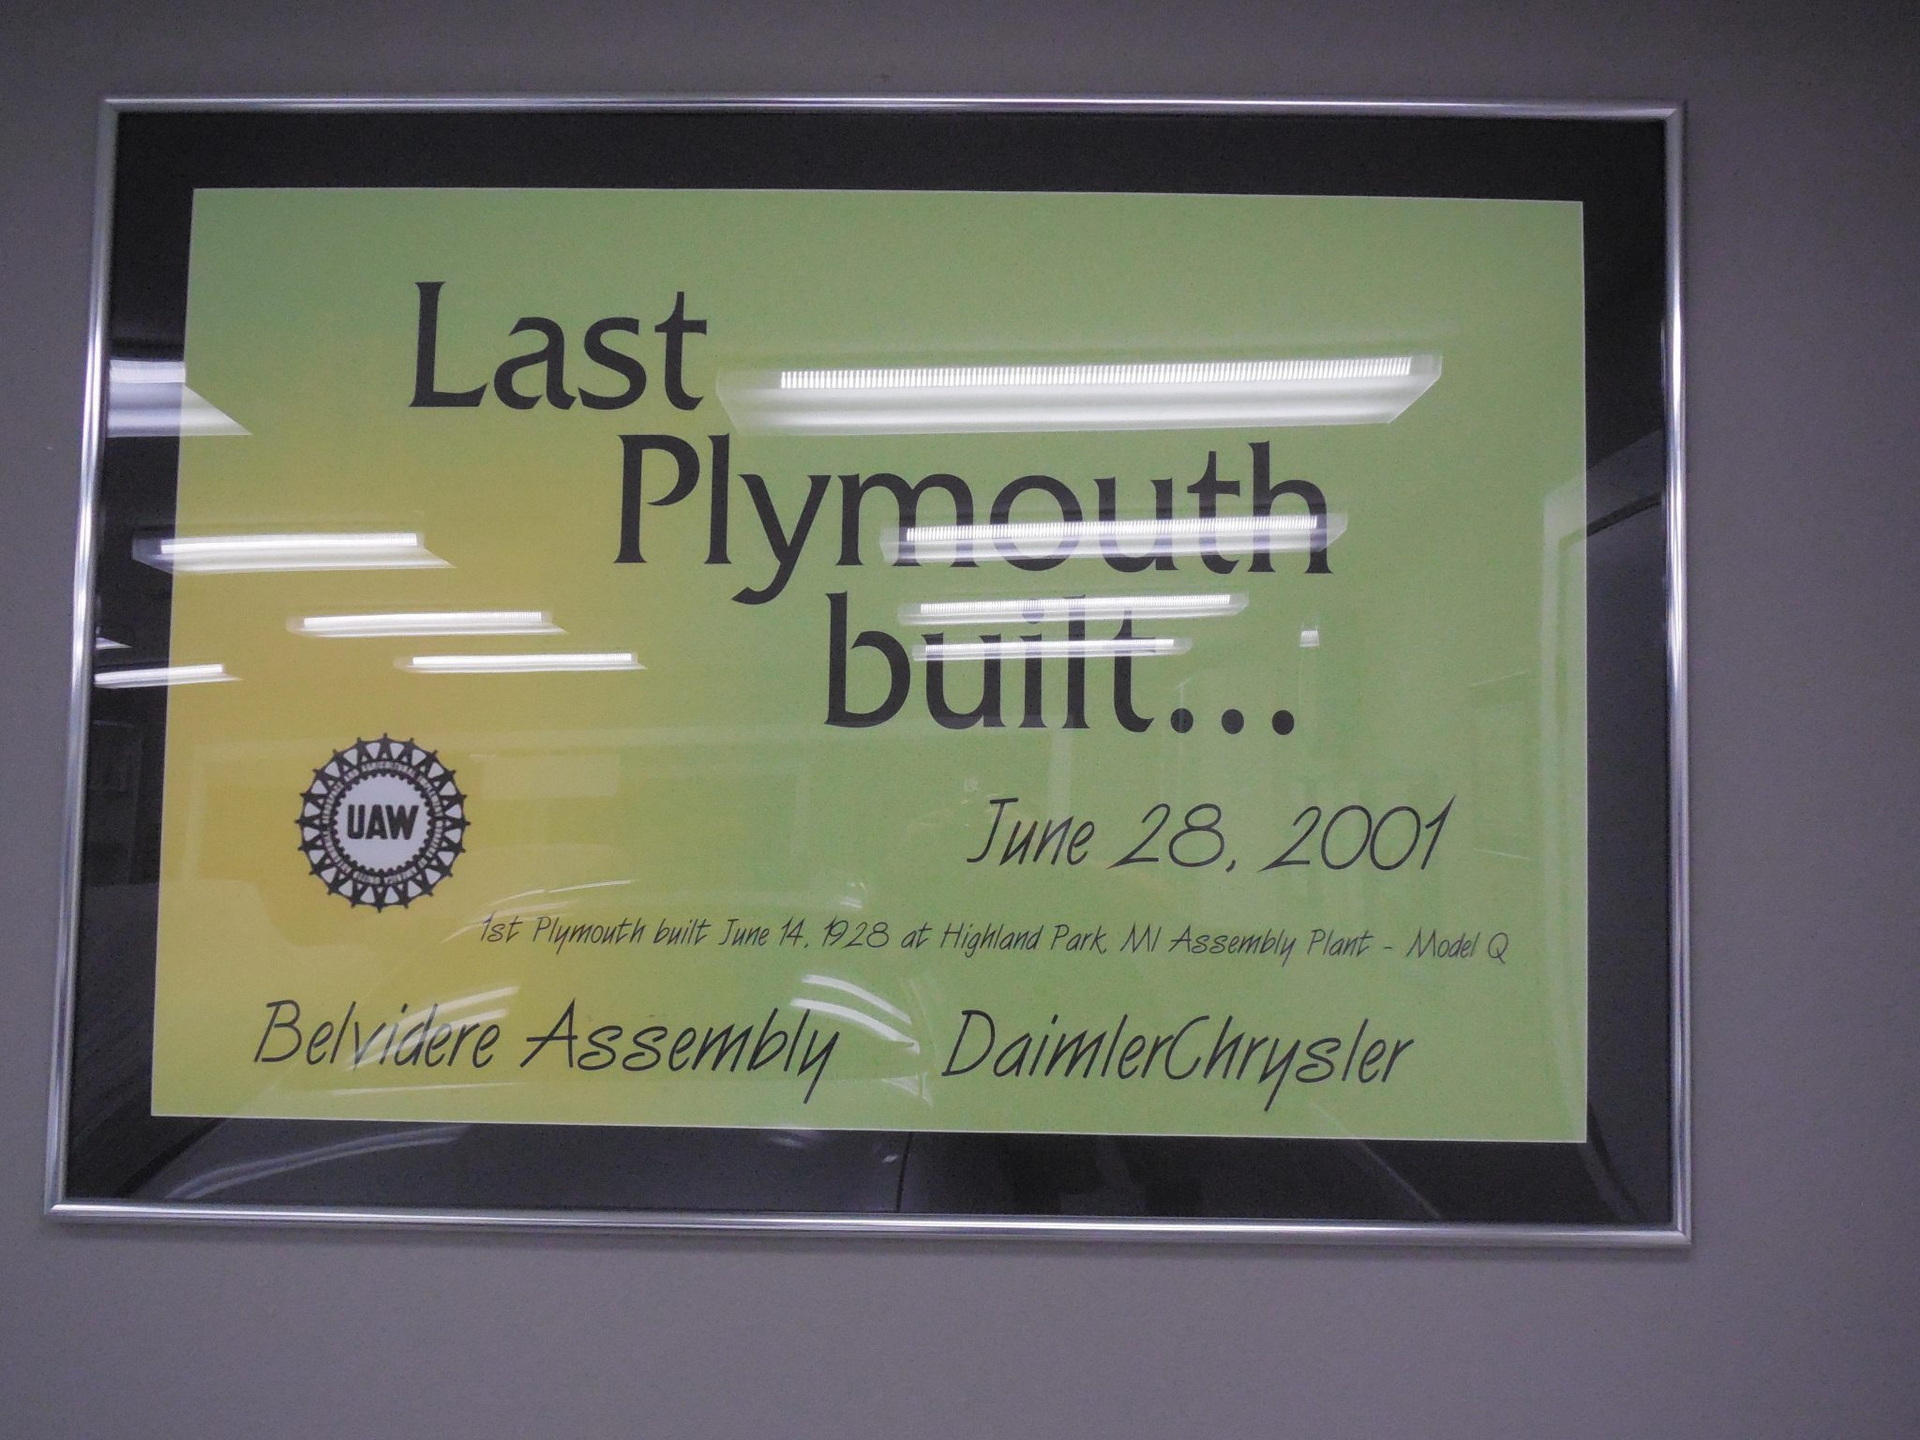 Last
Plymouth
built...
UAW
June 28, 2001
1st Plymouth built June 14, 1928 at Highland Park, MI Assembly Plant - Model Q
Belvidere Assembly DaimlerChrysler